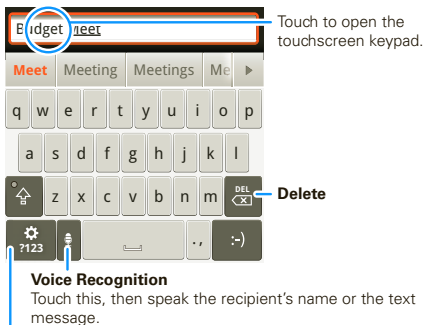 Budget Meet
Touch to open the
touchscreen keypad.
Meet Meeting Meetings Me
q w e r t y u i o p
a s d f g h j k l
z x c v b n m DEL
Delete
?123 ., :-)
Voice Recognition
Touch this, then speak the recipient's name or the text
message.